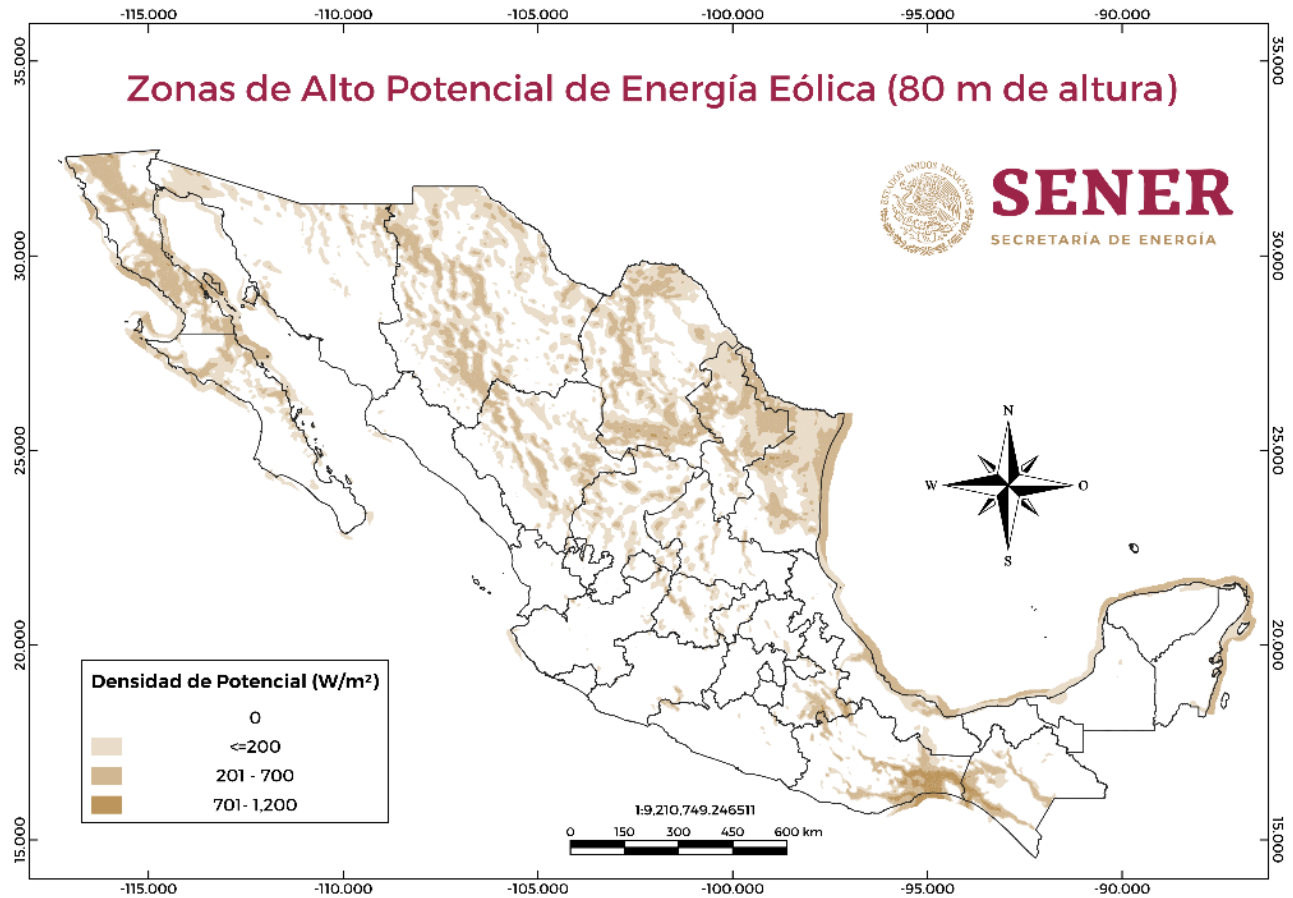 -115.000 -110.000 -105.000 -100.000 -95.000 -90.000
35.000 35.000
Zonas de Alto Potencial de Energía Eólica (80 m de altura)
ESTADOS UNIDOS MEXICANOS
SENER
SECRETARÍA DE ENERGÍA
30.000 30.000
N
W O
S
25.000 25.000
20.000 20.000
Densidad de Potencial (W/m²)
0
<=200
201 - 700
701- 1,200
1:9,210,749.246511
0 150 300 450 600 km
15.000 15.000
-115.000 -110.000 -105.000 -100.000 -95.000 -90.000